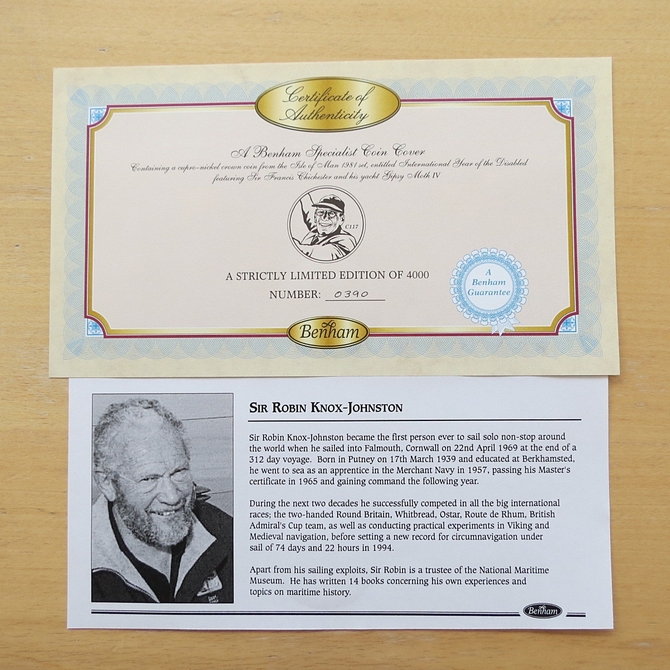 Certificate of
Authenticity
A Benham Specialist Coin Cover
Containing a cupro-nickel crown coin from the Isle of Man 1981 set, entitled International Year of the Disabled
featuring Sir Francis Chichester and his yacht Gipsy Moth IV
C117
A STRICTLY LIMITED EDITION OF 4000
NUMBER: 0390
A
Benham
Guarantee
Benham
SIR ROBIN KNOX-JOHNSTON
Sir Robin Knox-Johnston became the first person ever to sail solo non-stop around
the world when he sailed into Falmouth, Cornwall on 22nd April 1969 at the end of a
312 day voyage. Born in Putney on 17th March 1939 and educated at Berkhamsted,
he went to sea as an apprentice in the Merchant Navy in 1957, passing his Master's
certificate in 1965 and gaining command the following year.
During the next two decades he successfully competed in all the big international
races; the two-handed Round Britain, Whitbread, Ostar, Route de Rhum, British
Admiral's Cup team, as well as conducting practical experiments in Viking and
Medieval navigation, before setting a new record for circumnavigation under
sail of 74 days and 22 hours in 1994.
Apart from his sailing exploits, Sir Robin is a trustee of the National Maritime
Museum. He has written 14 books concerning his own experiences and
topics on maritime history.
Benham